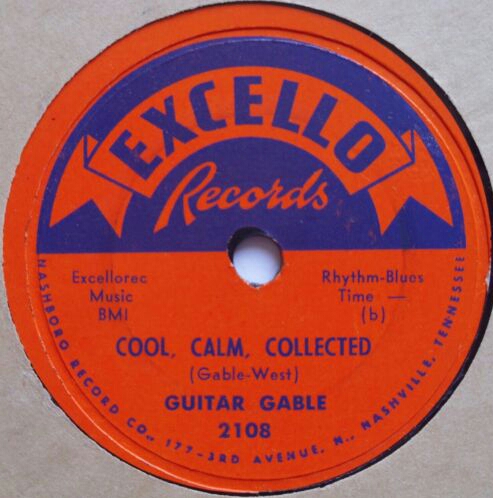 EXCELLO
Records
Excellorec
Music
BMI
Rhythm-Blues
Time —
(b)
COOL, CALM, COLLECTED
(Gable-West)
GUITAR GABLE
2108
NASHBORO RECORD CO., 177-3RD AVENUE, N., NASHVILLE, TENNESSEE